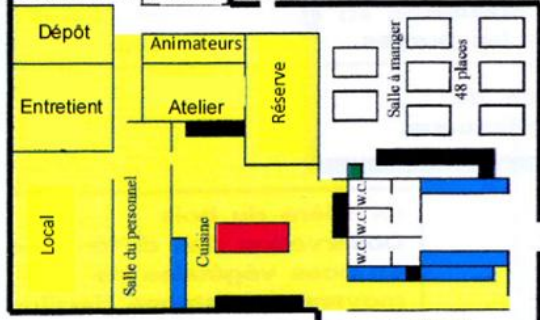 Dépôt
Animateurs
Entretient
Atelier
Réserve
Salle à manger
48 places
Local
Salle du personnel
Cuisine
w.c. w.c. w.c.
w.c. w.c. w.c.